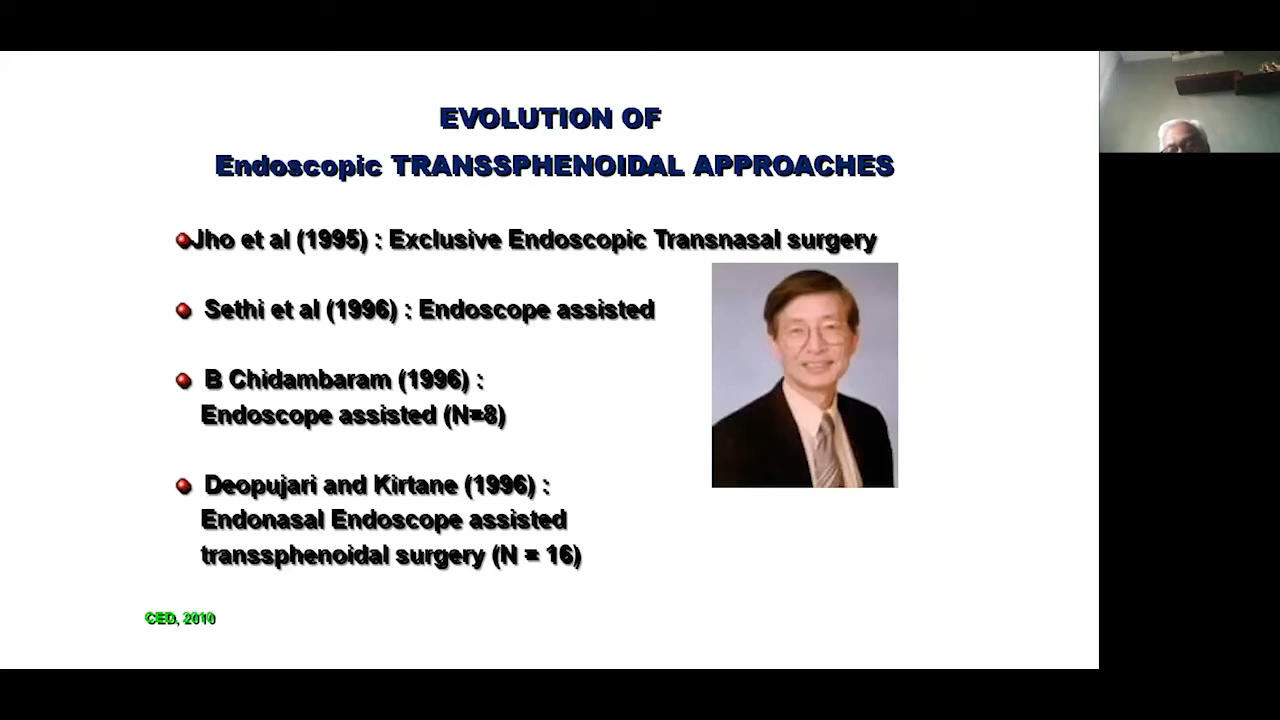 EVOLUTION OF
Endoscopic TRANSSPHENOIDAL APPROACHES
Jho et al (1995) : Exclusive Endoscopic Transnasal surgery
Sethi et al (1996) : Endoscope assisted
B Chidambaram (1996) :
Endoscope assisted (N=8)
Deopujari and Kirtane (1996) :
Endonasal Endoscope assisted
transsphenoidal surgery (N = 16)
CED, 2010